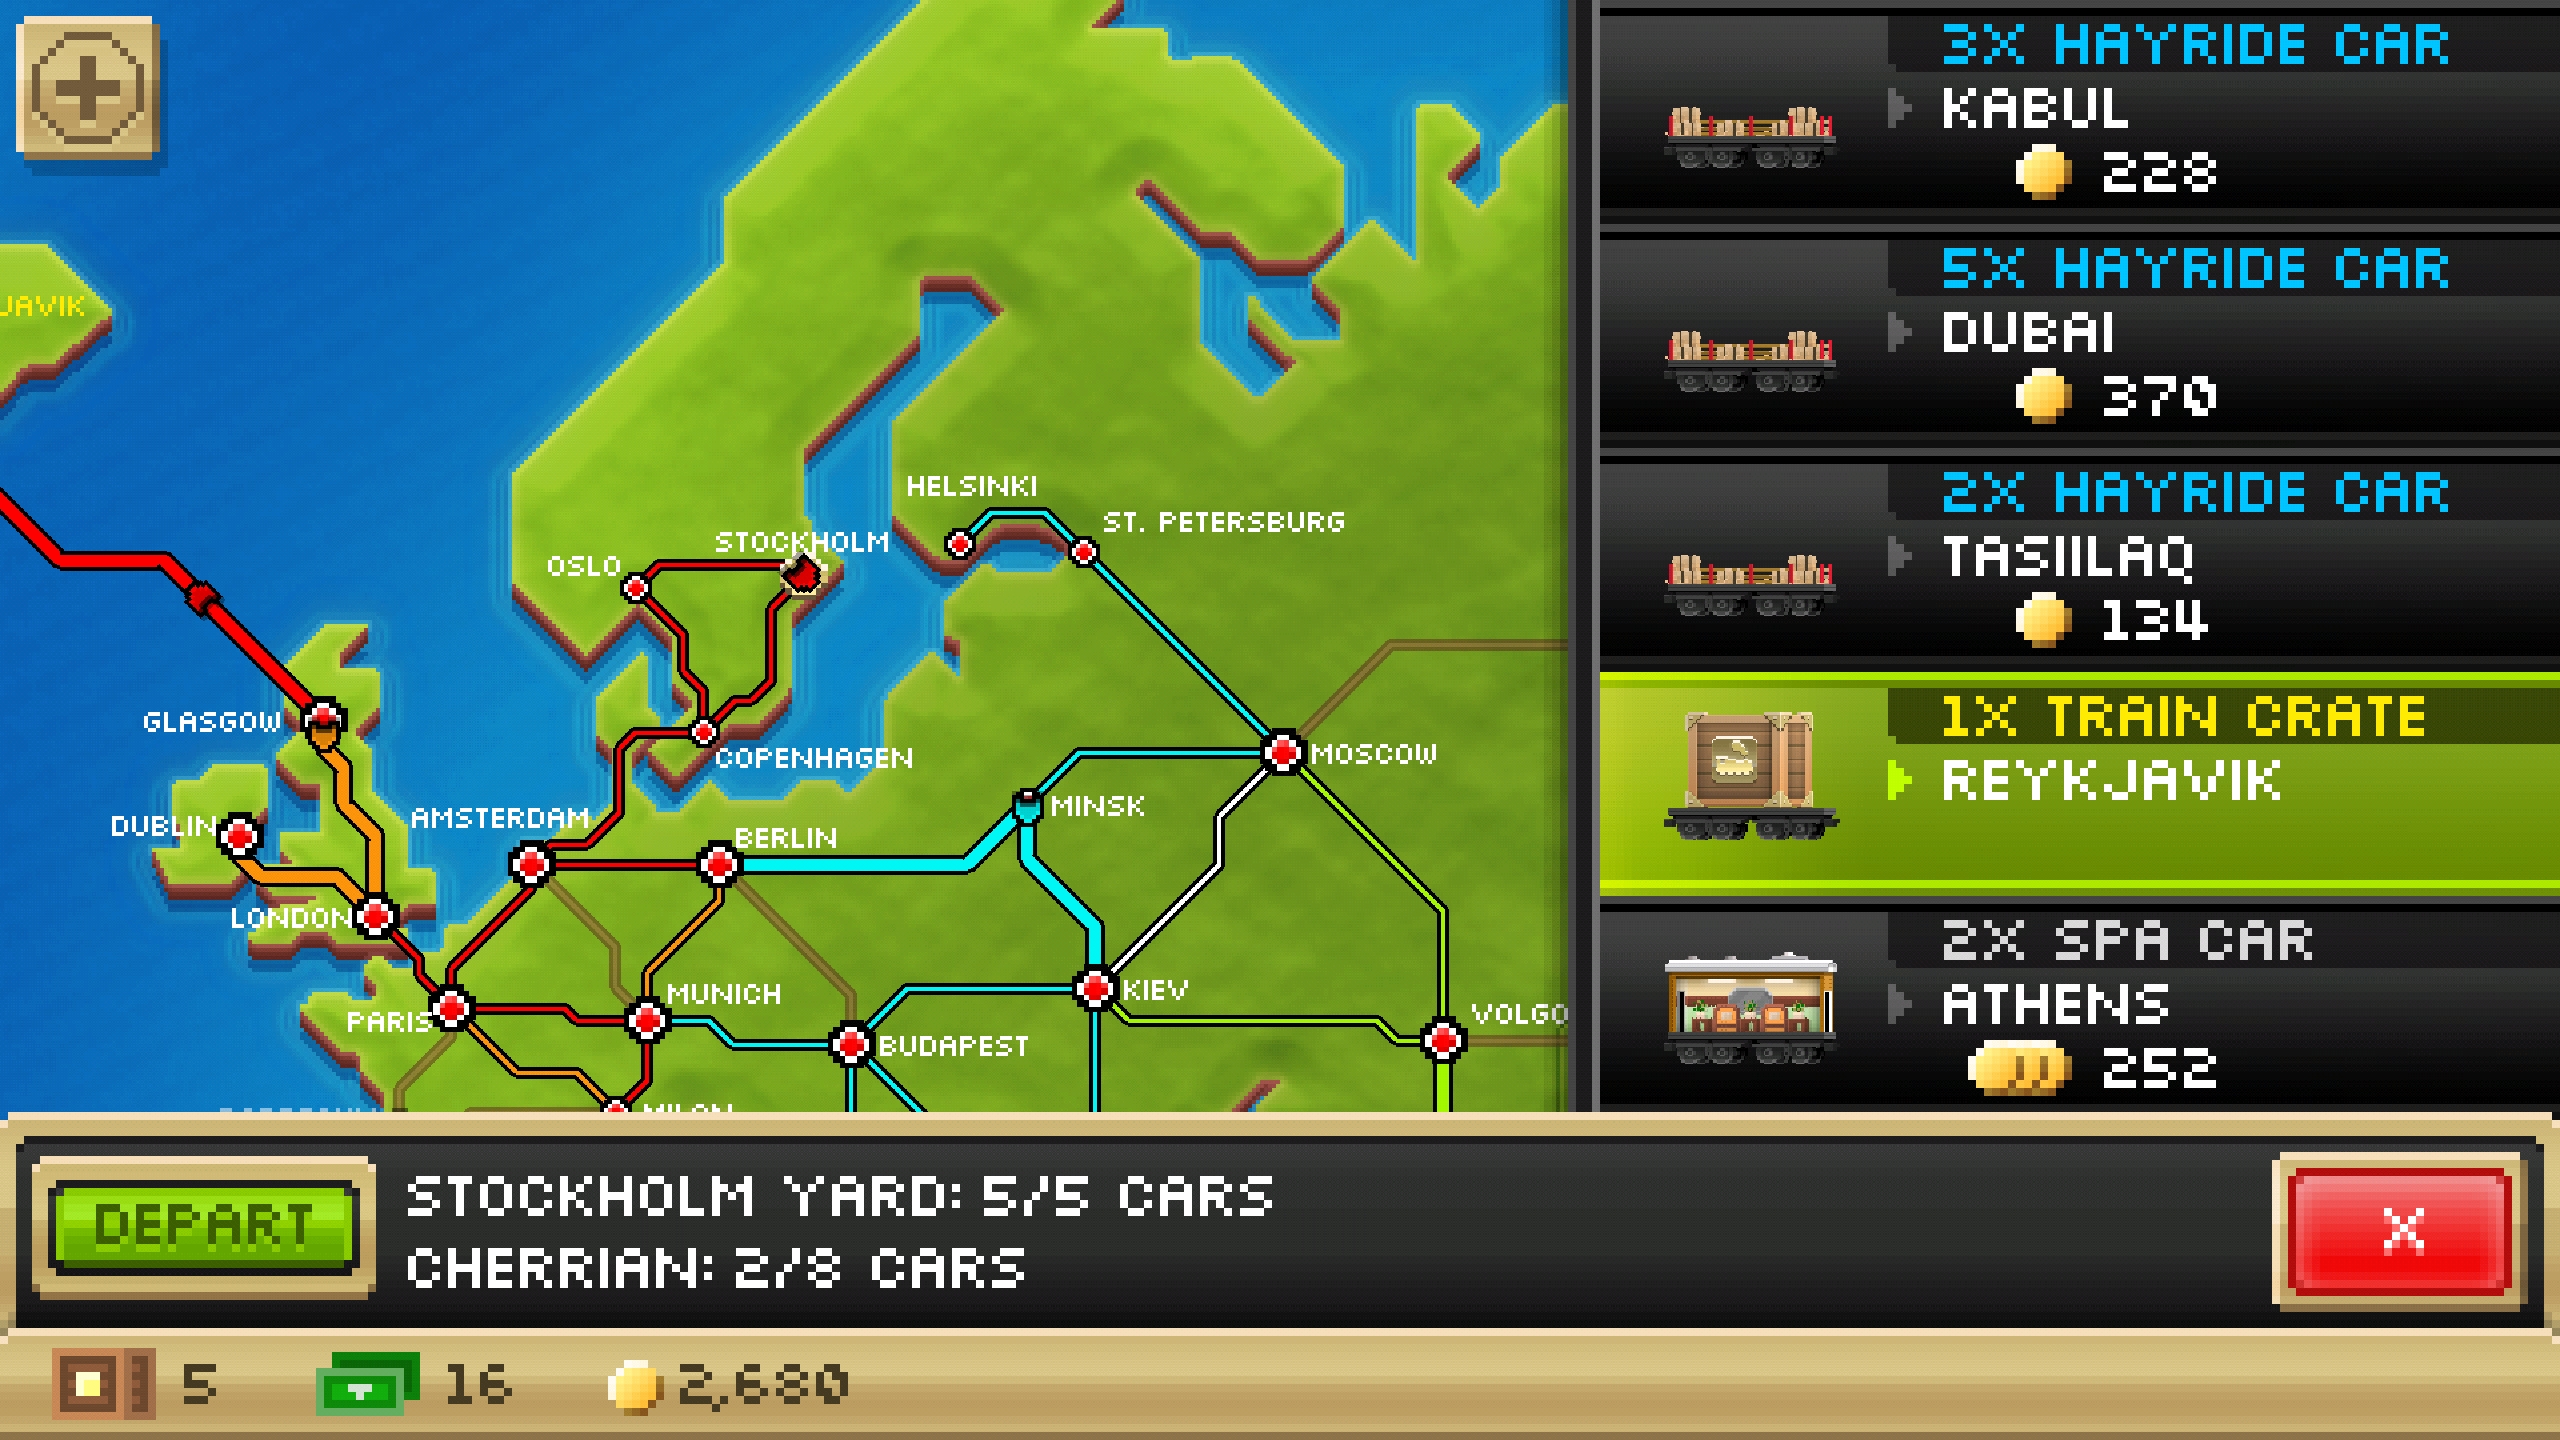 3X HAYRIDE CAR
KABUL
228
5X HAYRIDE CAR
DUBAI
370
2X HAYRIDE CAR
TASIILAQ
134
1X TRAIN CRATE
REYKJAVIK
2X SPA CAR
ATHENS
252
JAVIK
HELSINKI
ST. PETERSBURG
STOCKHOLM
OSLO
GLASGOW
COPENHAGEN
MOSCOW
DUBLIN
AMSTERDAM
BERLIN
MINSK
LONDON
MUNICH
KIEV
PARIS
VOLGO
BUDAPEST
MILAN
DEPART
STOCKHOLM YARD: 5/5 CARS
CHERRIAN: 2/8 CARS
X
5
16
2,680